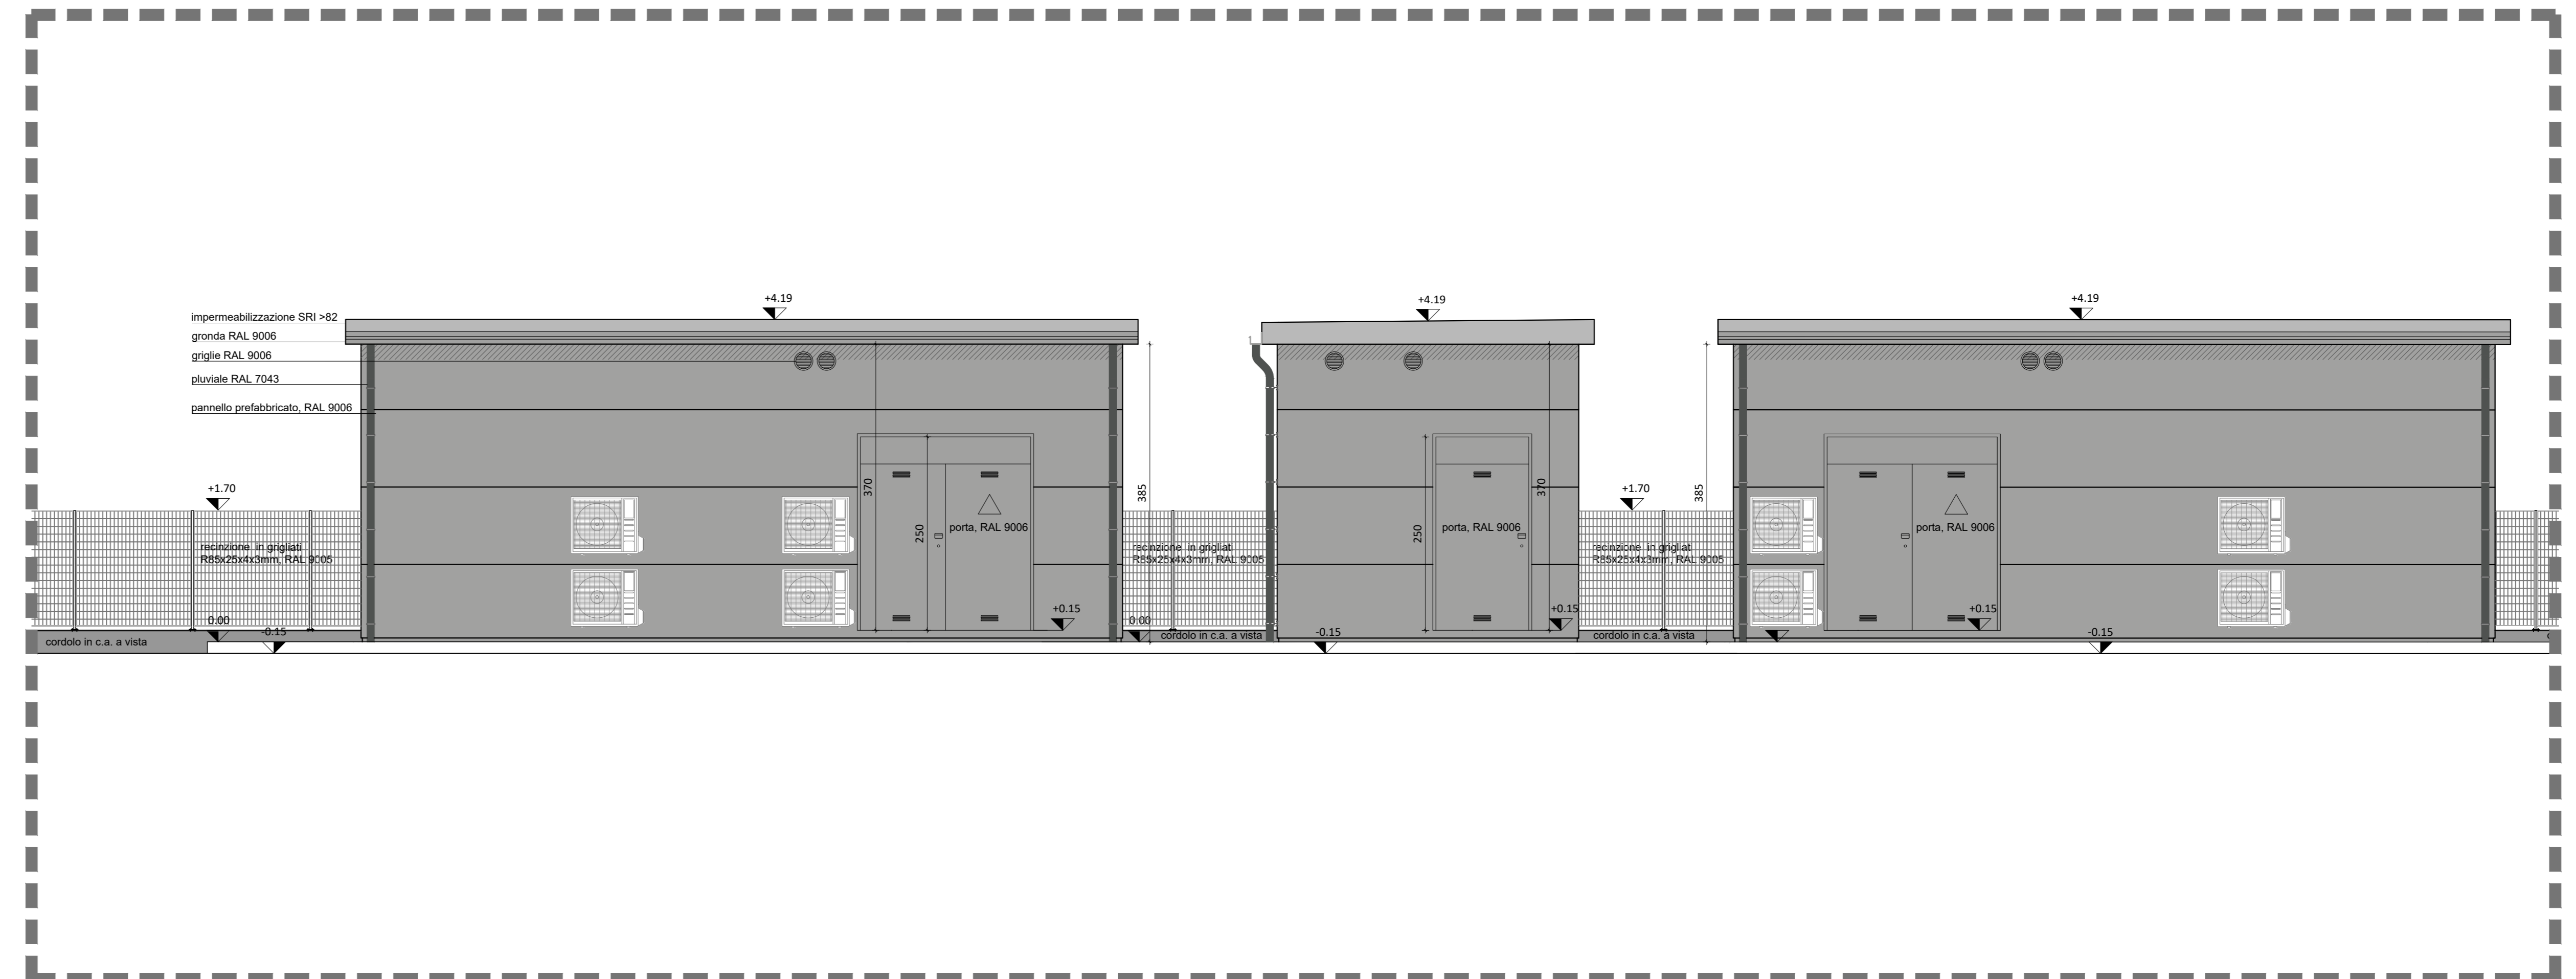 +4.19
+4.19
+4.19
impermeabilizzazione SRI >82
gronda RAL 9006
griglie RAL 9006
pluviale RAL 7043
pannello prefabbricato, RAL 9006
+1.70
370
385
250
porta, RAL 9006
250
porta, RAL 9006
370
+1.70
385
porta, RAL 9006
recinzione in grigliati
R85x25x4x3mm, RAL 9005
recinzione in grigliati
R85x25x4x3mm, RAL 9005
recinzione in grigliati
R85x25x4x3mm, RAL 9005
+0.15
+0.15
+0.15
0.00
-0.15
0.00
-0.15
-0.15
cordolo in c.a. a vista
cordolo in c.a. a vista
cordolo in c.a. a vista